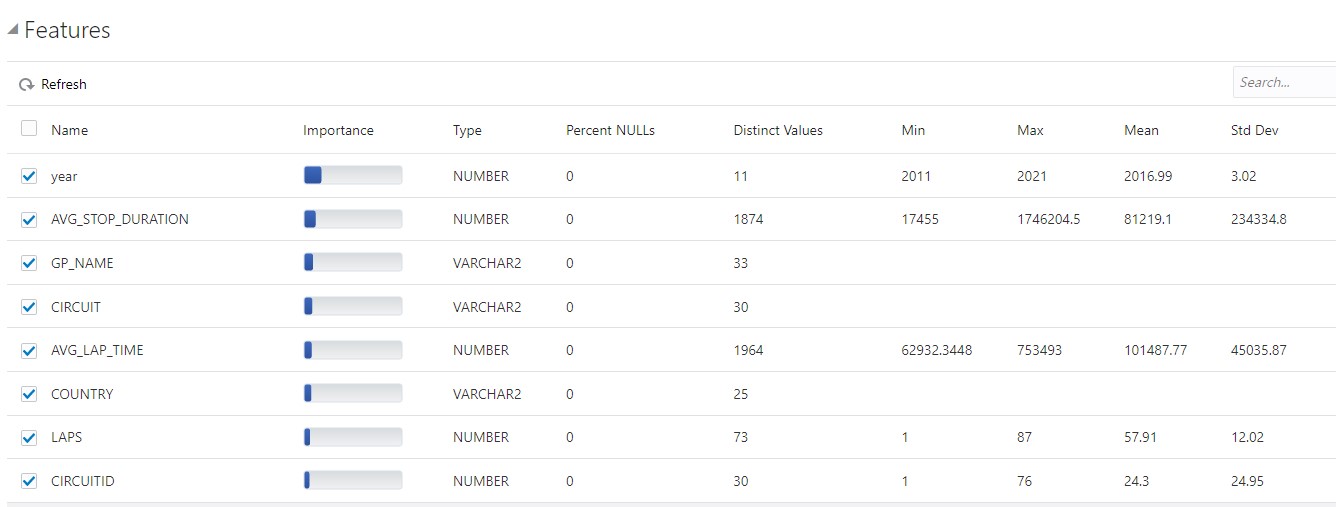 Features
Refresh Search...
Name Importance Type Percent NULLs Distinct Values Min Max Mean Std Dev
year NUMBER 0 11 2011 2021 2016.99 3.02
AVG_STOP_DURATION NUMBER 0 1874 17455 1746204.5 81219.1 234334.8
GP_NAME VARCHAR2 0 33
CIRCUIT VARCHAR2 0 30
AVG_LAP_TIME NUMBER 0 1964 62932.3448 753493 101487.77 45035.87
COUNTRY VARCHAR2 0 25
LAPS NUMBER 0 73 1 87 57.91 12.02
CIRCUITID NUMBER 0 30 1 76 24.3 24.95